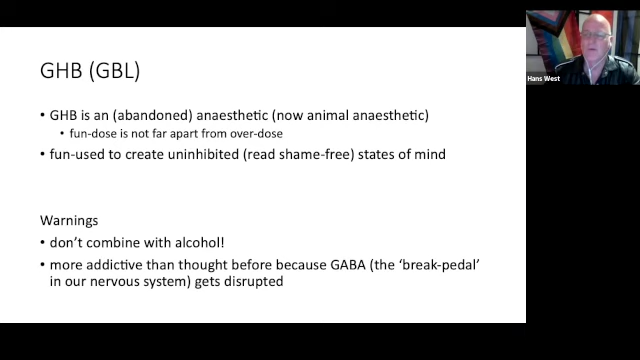 GHB (GBL)
• GHB is an (abandoned) anaesthetic (now animal anaesthetic)
• fun-dose is not far apart from over-dose
• fun-used to create uninhibited (read shame-free) states of mind
Warnings
• don't combine with alcohol!
• more addictive than thought before because GABA (the 'break-pedal'
in our nervous system) gets disrupted
Hans West